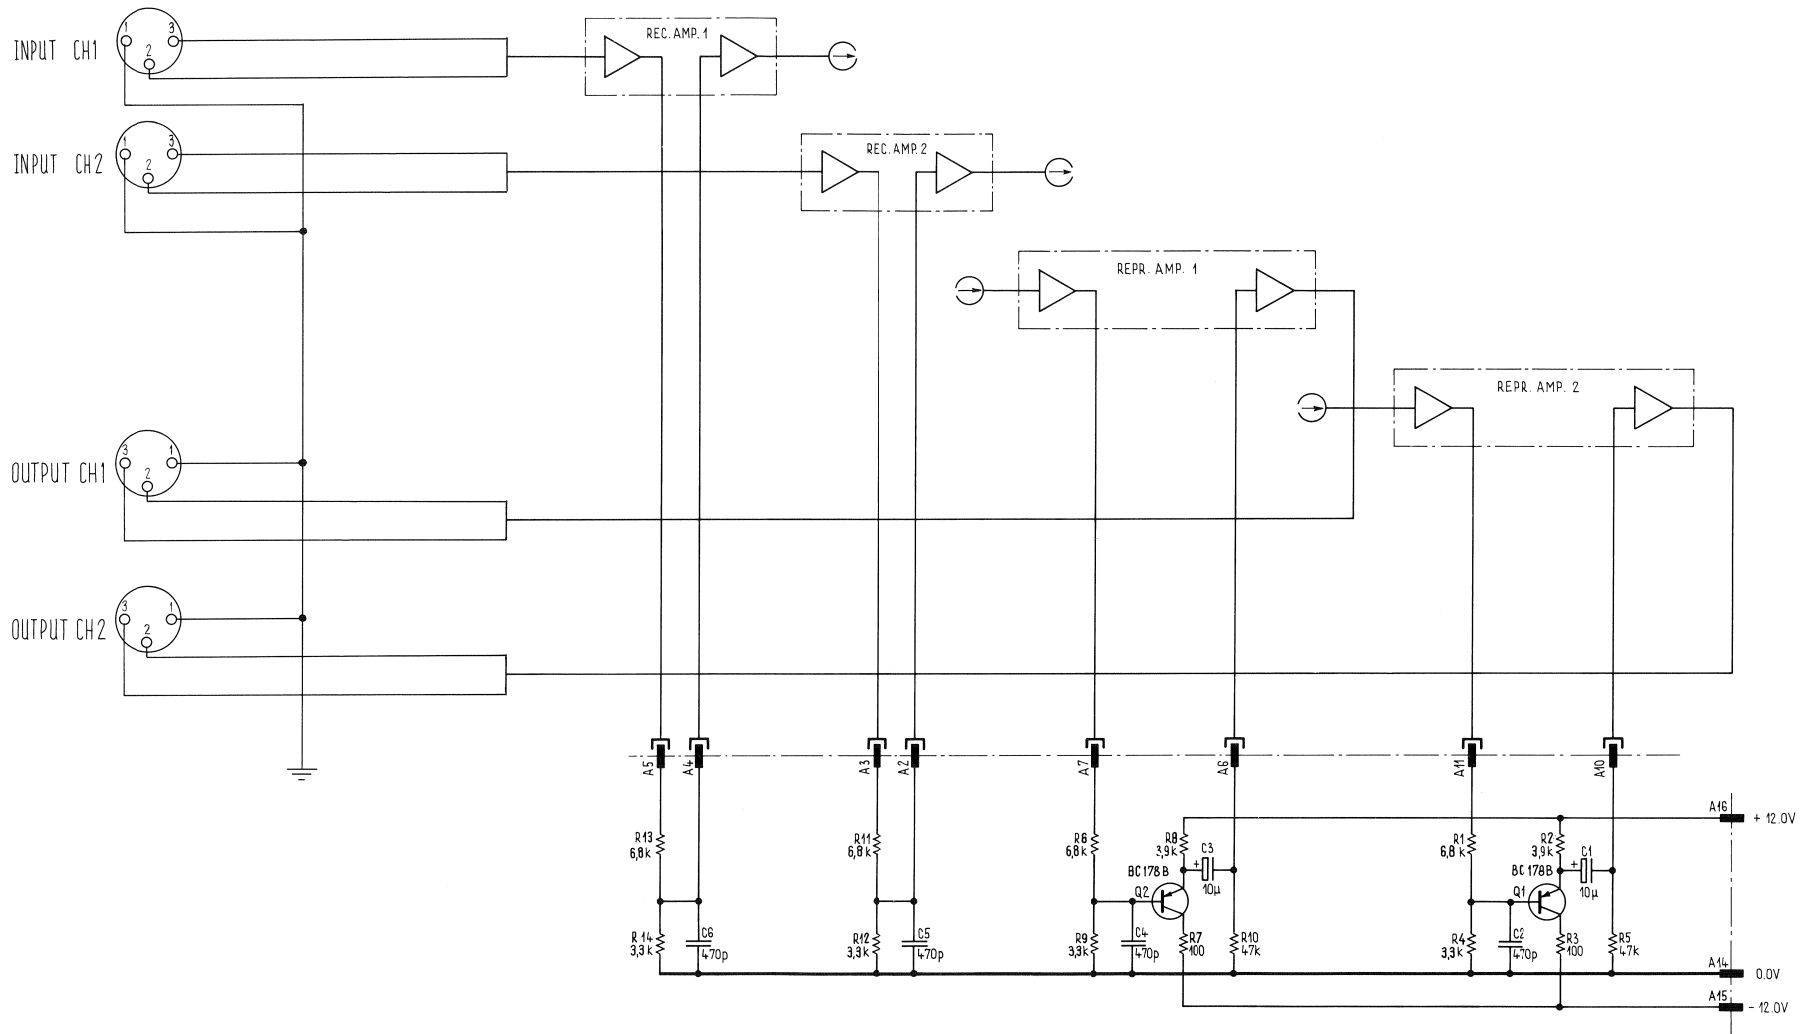 INPUT CH1
1
3
2
REC. AMP. 1
INPUT CH2
1
3
2
REC. AMP. 2
REPR. AMP. 1
REPR. AMP. 2
OUTPUT CH1
3
1
2
OUTPUT CH2
3
1
2
A5
A4
A3
A2
A7
A6
A11
A10
A16
+ 12.0V
R13
6,8k
R11
6,8k
R6
6,8k
R8
3,9k
C3
+
10µ
BC178B
Q2
R1
6,8k
R2
3,9k
C1
+
10µ
BC178B
Q1
R14
3,3k
C6
470p
R12
3,3k
C5
470p
R9
3,3k
C4
470p
R7
100
R10
47k
R4
3,3k
C2
470p
R3
100
R5
47k
A14
0.0V
A15
- 12.0V